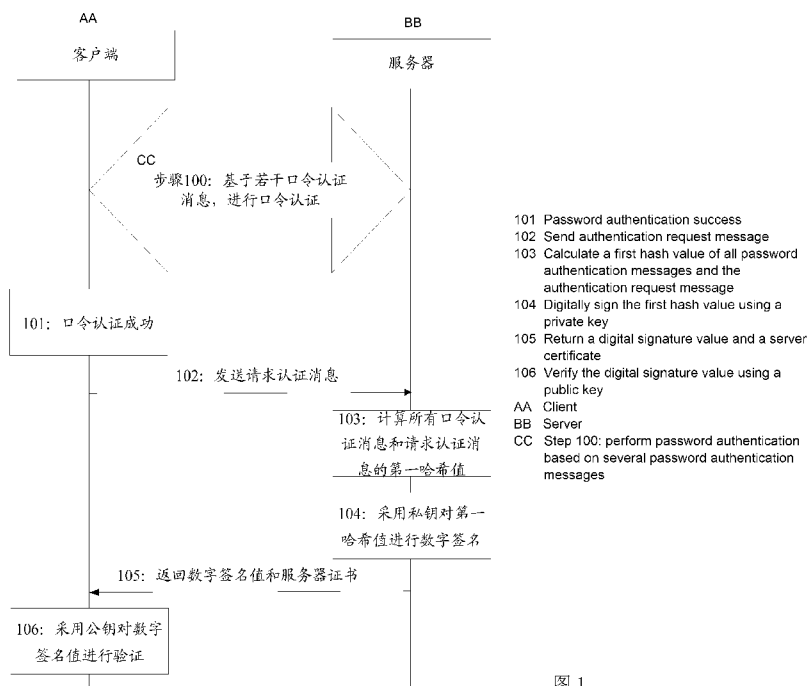 AA
客户端
BB
服务器
CC
步骤100：基于若干口令认证
消息，进行口令认证
101：口令认证成功
102：发送请求认证消息
103：计算所有口令认
证消息和请求认证消
息的第一哈希值
104：采用私钥对第一
哈希值进行数字签名
105：返回数字签名值和服务器证书
106：采用公钥对数字
签名值进行验证
101 Password authentication success
102 Send authentication request message
103 Calculate a first hash value of all password
authentication messages and the
authentication request message
104 Digitally sign the first hash value using a
private key
105 Return a digital signature value and a server
certificate
106 Verify the digital signature value using a
public key
AA Client
BB Server
CC Step 100: perform password authentication
based on several password authentication
messages
图 1